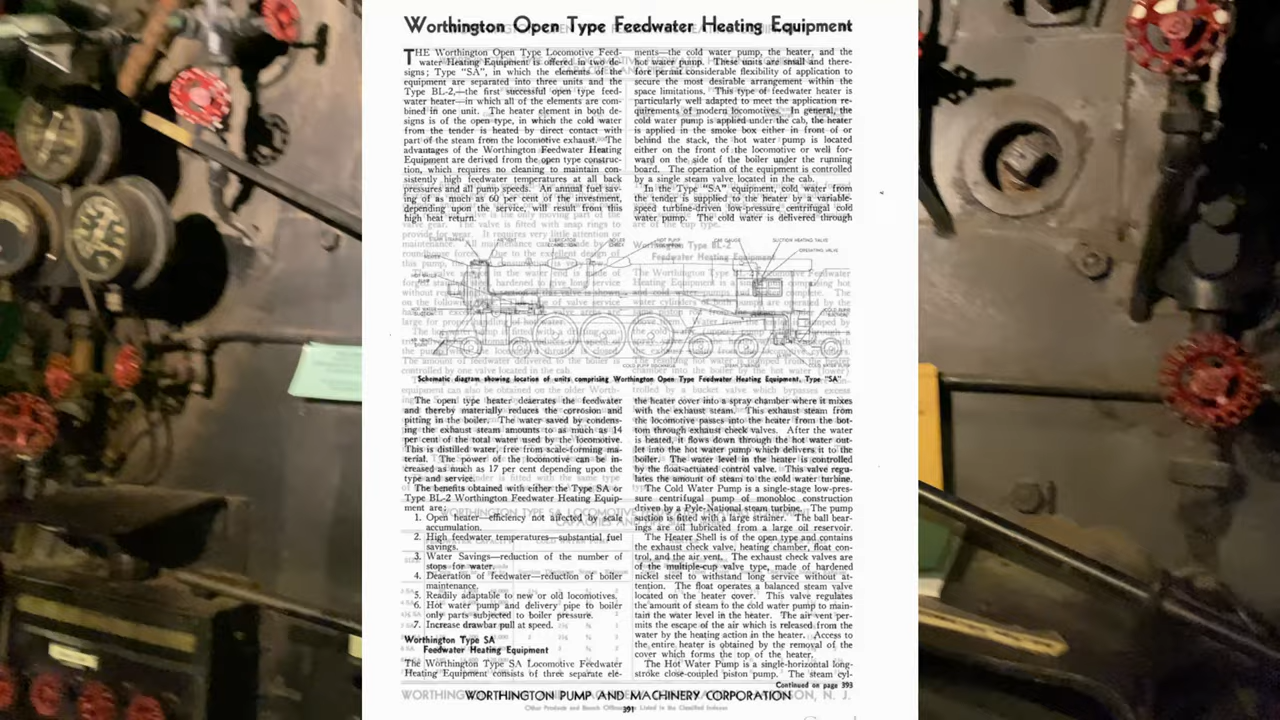 Worthington Open Type Feedwater Heating Equipment
THE Worthington Open Type Locomotive Feed-
water Heating Equipment is offered in two de-
signs; Type "SA", in which the elements of the
equipment are separated into three units and the
Type BL-2,—the first successful open type feed-
water heater—in which all of the elements are com-
bined in one unit. The heater element in both de-
signs is of the open type, in which the cold water
from the tender is heated by direct contact with
part of the steam from the locomotive exhaust. The
advantages of the Worthington Feedwater Heating
Equipment are derived from the open type construc-
tion, which requires no cleaning to maintain con-
sistently high feedwater temperatures at all back
pressures and all pump speeds. An annual fuel sav-
ing of as much as 60 per cent of the investment,
depending upon the service, will result from this
high heat return.
ments—the cold water pump, the heater, and the
hot water pump. These units are small and there-
fore permit considerable flexibility of application to
secure the most desirable arrangement within the
space limitations. This type of feedwater heater is
particularly well adapted to meet the application re-
quirements of modern locomotives. In general, the
cold water pump is applied under the cab, the heater
is applied in the smoke box either in front of or
behind the stack, the hot water pump is located
either on the front of the locomotive or well for-
ward on the side of the boiler under the running
board. The operation of the equipment is controlled
by a single steam valve located in the cab.
In the Type "SA" equipment, cold water from
the tender is supplied to the heater by a variable-
speed turbine-driven low-pressure centrifugal cold
water pump. The cold water is delivered through
SUCTION HEATING VALVE
OPERATING VALVE
Schematic diagram showing location of units comprising Worthington Open Type Feedwater Heating Equipment, Type "SA"
The open type heater deaerates the feedwater
and thereby materially reduces the corrosion and
pitting in the boiler. The water saved by condens-
ing the exhaust steam amounts to as much as 14
per cent of the total water used by the locomotive.
This is distilled water, free from scale-forming ma-
terial. The power of the locomotive can be in-
creased as much as 17 per cent depending upon the
type and service.
The benefits obtained with either the Type SA or
Type BL-2 Worthington Feedwater Heating Equip-
ment are:
1. Open heater—efficiency not affected by scale
accumulation.
2. High feedwater temperatures—substantial fuel
savings.
3. Water Savings—reduction of the number of
stops for water.
4. Deaeration of feedwater—reduction of boiler
maintenance.
5. Readily adaptable to new or old locomotives.
6. Hot water pump and delivery pipe to boiler
only parts subjected to boiler pressure.
7. Increase drawbar pull at speed.
Worthington Type SA
Feedwater Heating Equipment
The Worthington Type SA Locomotive Feedwater
Heating Equipment consists of three separate ele-
the heater cover into a spray chamber where it mixes
with the exhaust steam. This exhaust steam from
the locomotive passes into the heater from the bot-
tom through exhaust check valves. After the water
is heated, it flows down through the hot water out-
let into the hot water pump which delivers it to the
boiler. The water level in the heater is controlled
by the float-actuated control valve. This valve regu-
lates the amount of steam to the cold water turbine.
The Cold Water Pump is a single-stage low-pres-
sure centrifugal pump of monobloc construction
driven by a Pyle-National steam turbine. The pump
suction is fitted with a large strainer. The ball bear-
ings are oil lubricated from a large oil reservoir.
The Heater Shell is of the open type and contains
the exhaust check valve, heating chamber, float con-
trol, and the air vent. The exhaust check valves are
of the multiple-cup valve type, made of hardened
nickel steel to withstand long service without at-
tention. The float operates a balanced steam valve
located on the heater cover. This valve regulates
the amount of steam to the cold water pump to main-
tain the water level in the heater. The air vent per-
mits the escape of the air which is released from the
water by the heating action in the heater. Access to
the entire heater is obtained by the removal of the
cover which forms the top of the heater.
The Hot Water Pump is a single-horizontal long-
stroke close-coupled piston pump. The steam cyl-
Continued on page 393
WORTHINGTON PUMP AND MACHINERY CORPORATION
391